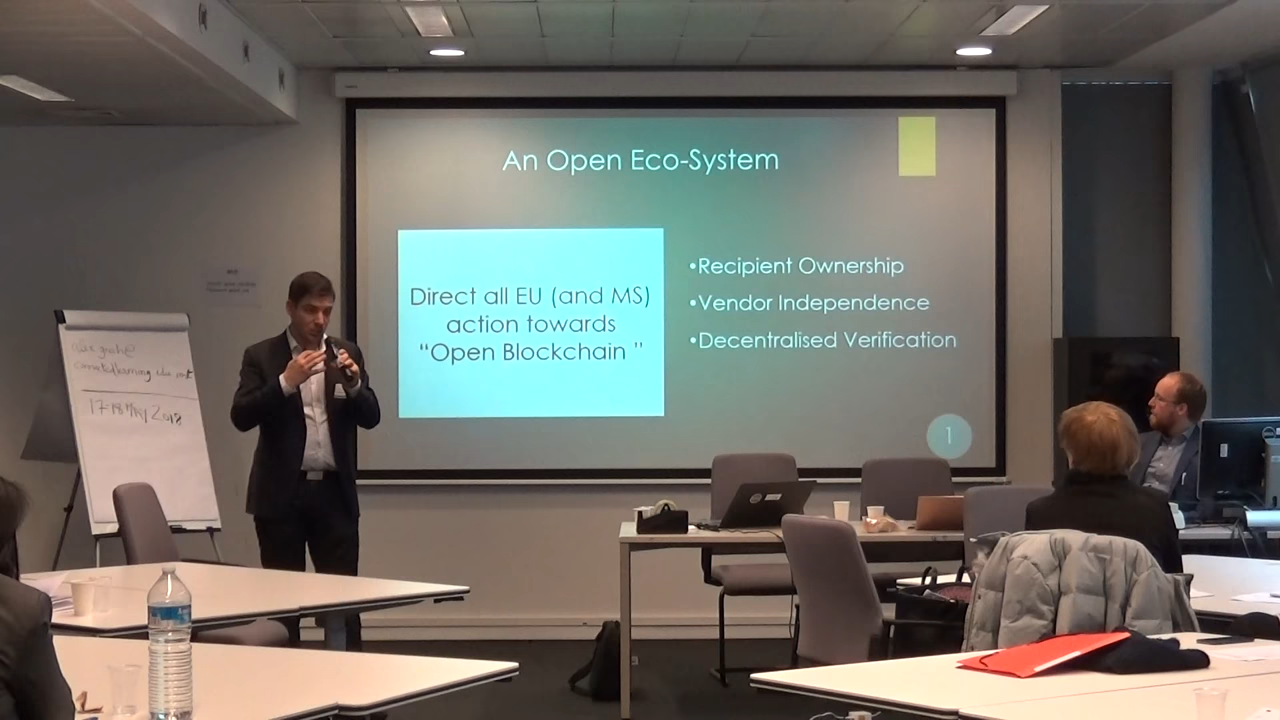 An Open Eco-System
Direct all EU (and MS)
action towards
“Open Blockchain ”
•Recipient Ownership
•Vendor Independence
•Decentralised Verification
1
2018